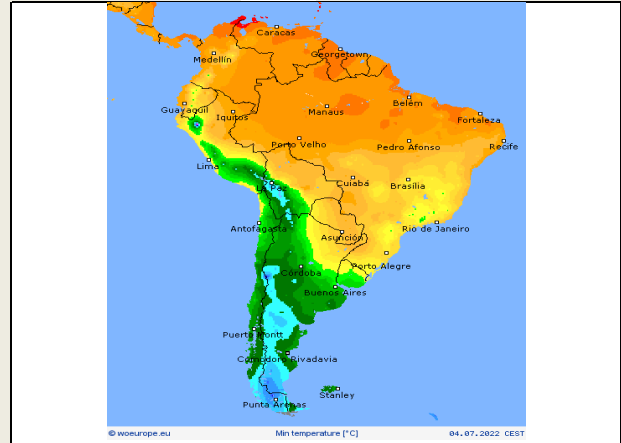 Caracas
Georgetown
Medellín
Guayaquil
Iquitos
Manaus
Belém
Fortaleza
Porto Velho
Pedro Afonso
Recife
Lima
La Paz
Cuiabá
Brasília
Antofagasta
Asunción
Rio de Janeiro
Córdoba
Porto Alegre
Buenos Aires
Puerto Montt
Comodoro Rivadavia
Stanley
Punta Arenas
© woeurope.eu
Min temperature [°C]
04.07.2022 CEST